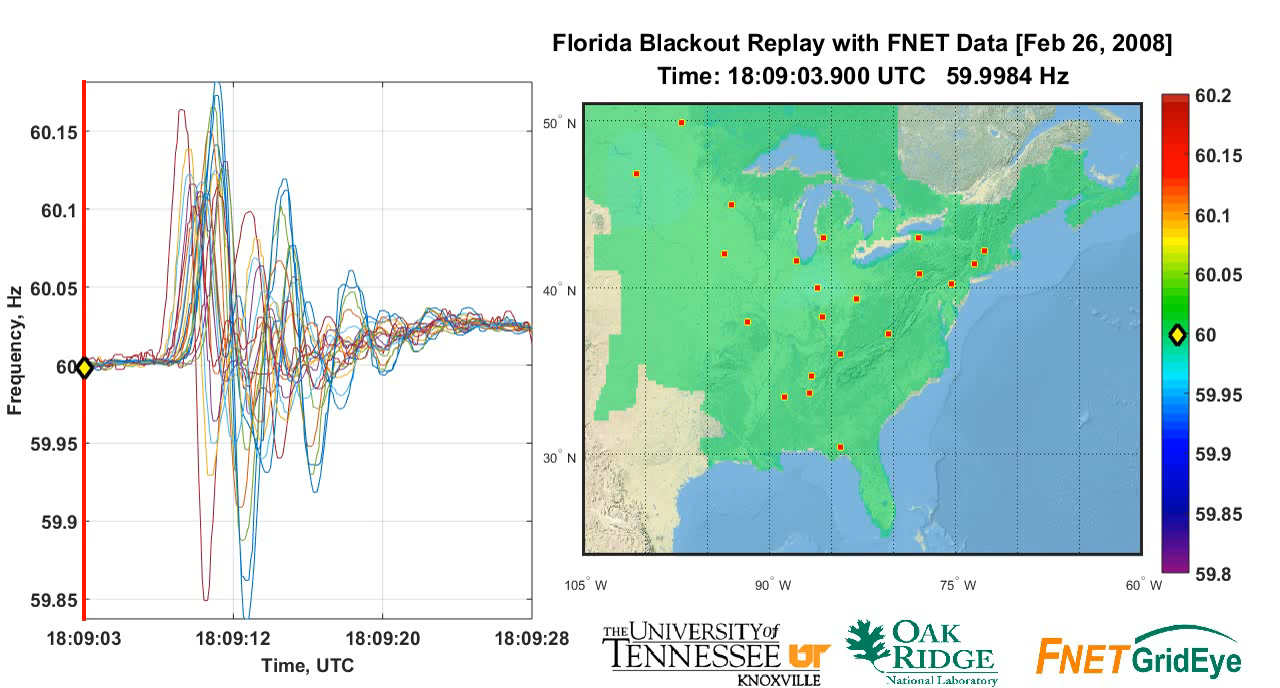 Florida Blackout Replay with FNET Data [Feb 26, 2008]
Time: 18:09:03.900 UTC 59.9984 Hz
Frequency, Hz
60.15
60.1
60.05
60
59.95
59.9
59.85
18:09:03 18:09:12 18:09:20 18:09:28
Time, UTC
50° N
40° N
30° N
105° W 90° W 75° W 60° W
60.2
60.15
60.1
60.05
60
59.95
59.9
59.85
59.8
THE UNIVERSITY of
TENNESSEE UT
KNOXVILLE
OAK
RIDGE
National Laboratory
FNET GridEye